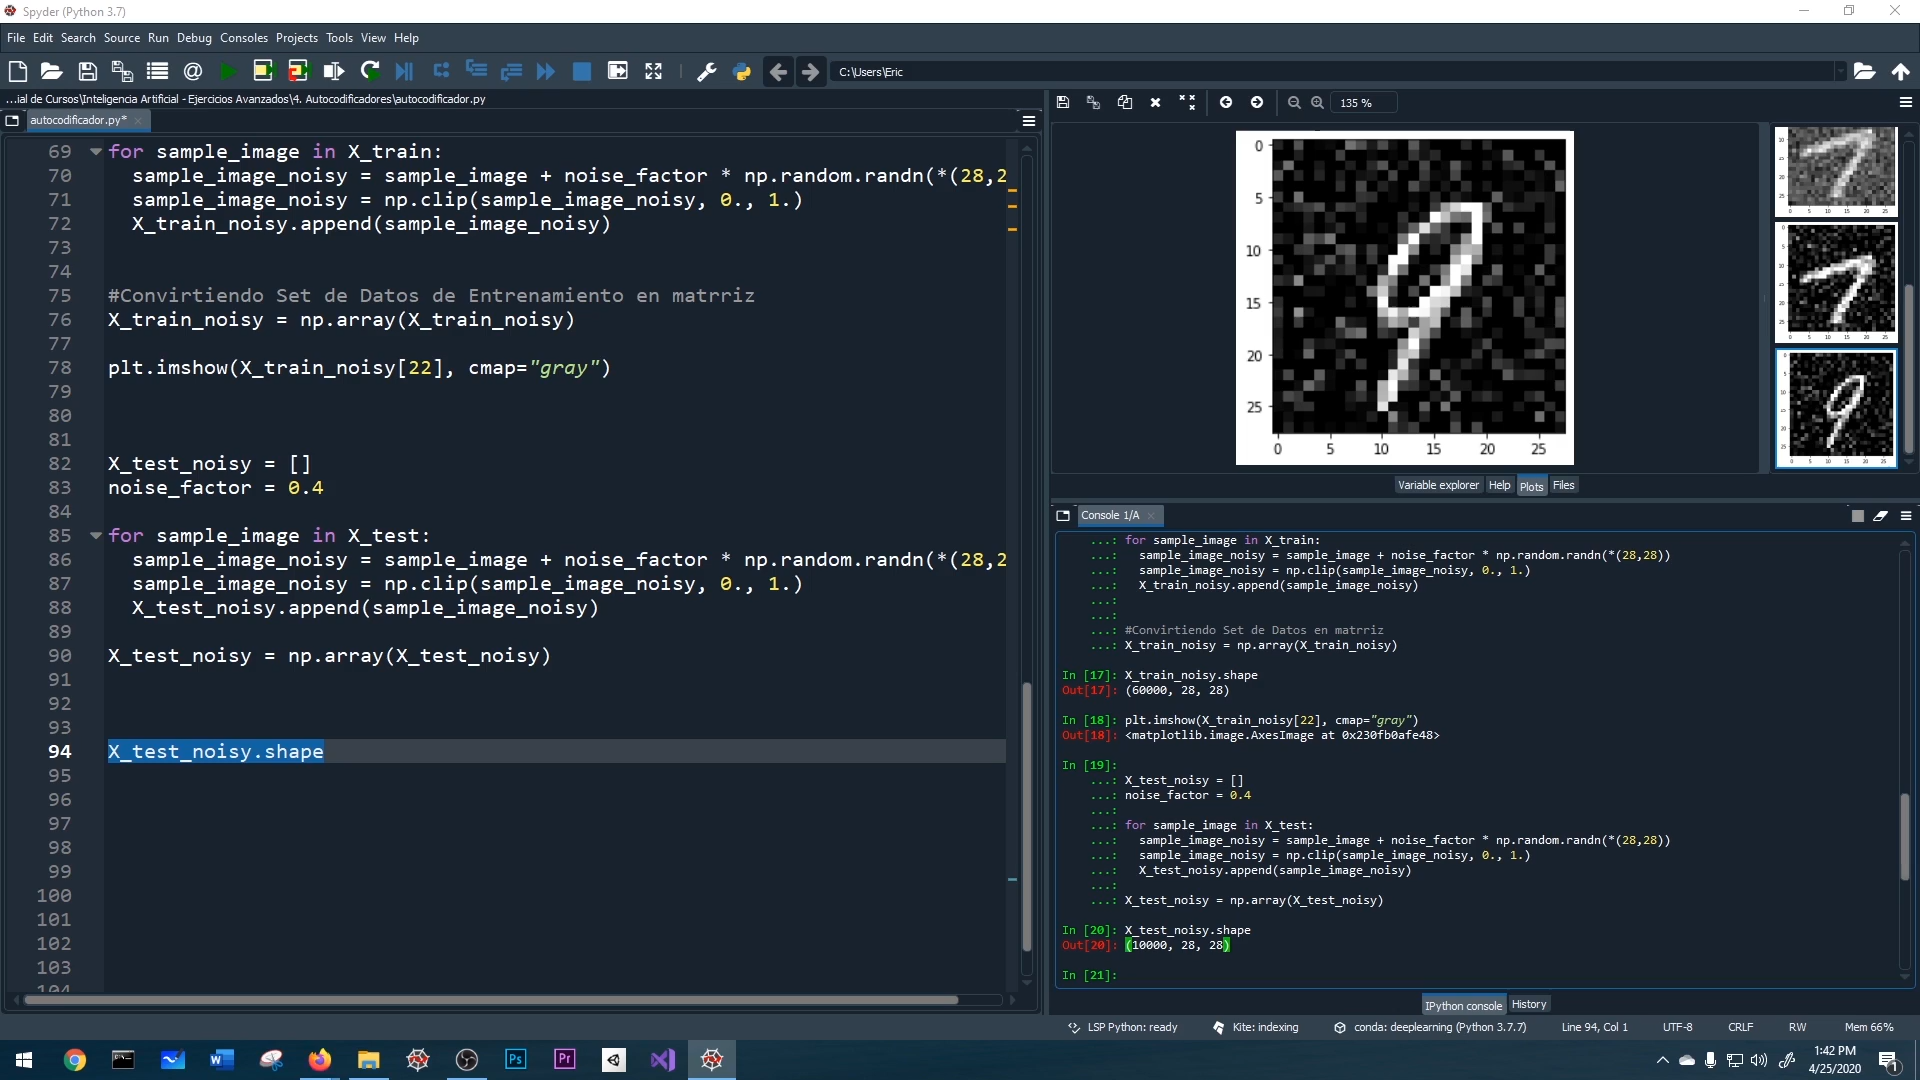 Spyder (Python 3.7)
File Edit Search Source Run Debug Consoles Projects Tools View Help
C:\Users\Eric
...ial de Cursos\Inteligencia Artificial - Ejercicios Avanzados\4. Autocodificadores\autocodificador.py
autocodificador.py*
69 for sample_image in X_train:
70 sample_image_noisy = sample_image + noise_factor * np.random.randn(*(28,2
71 sample_image_noisy = np.clip(sample_image_noisy, 0., 1.)
72 X_train_noisy.append(sample_image_noisy)
73
74
75 #Convirtiendo Set de Datos de Entrenamiento en matrriz
76 X_train_noisy = np.array(X_train_noisy)
77
78 plt.imshow(X_train_noisy[22], cmap="gray")
79
80
81
82 X_test_noisy = []
83 noise_factor = 0.4
84
85 for sample_image in X_test:
86 sample_image_noisy = sample_image + noise_factor * np.random.randn(*(28,2
87 sample_image_noisy = np.clip(sample_image_noisy, 0., 1.)
88 X_test_noisy.append(sample_image_noisy)
89
90 X_test_noisy = np.array(X_test_noisy)
91
92
93
94 X_test_noisy.shape
95
96
97
98
99
100
101
102
103
104
135 %
0
5
10
15
20
25
0 5 10 15 20 25
Variable explorer Help Plots Files
Console 1/A
...: for sample_image in X_train:
...: sample_image_noisy = sample_image + noise_factor * np.random.randn(*(28,28))
...: sample_image_noisy = np.clip(sample_image_noisy, 0., 1.)
...: X_train_noisy.append(sample_image_noisy)
...:
...:
...: #Convirtiendo Set de Datos en matrriz
...: X_train_noisy = np.array(X_train_noisy)
In [17]: X_train_noisy.shape
Out[17]: (60000, 28, 28)
In [18]: plt.imshow(X_train_noisy[22], cmap="gray")
Out[18]: <matplotlib.image.AxesImage at 0x230fb0afe48>
In [19]:
...: X_test_noisy = []
...: noise_factor = 0.4
...:
...: for sample_image in X_test:
...: sample_image_noisy = sample_image + noise_factor * np.random.randn(*(28,28))
...: sample_image_noisy = np.clip(sample_image_noisy, 0., 1.)
...: X_test_noisy.append(sample_image_noisy)
...:
...: X_test_noisy = np.array(X_test_noisy)
In [20]: X_test_noisy.shape
Out[20]: (10000, 28, 28)
In [21]:
IPython console History
LSP Python: ready Kite: indexing conda: deeplearning (Python 3.7.7) Line 94, Col 1 UTF-8 CRLF RW Mem 66%
1:42 PM
4/25/2020